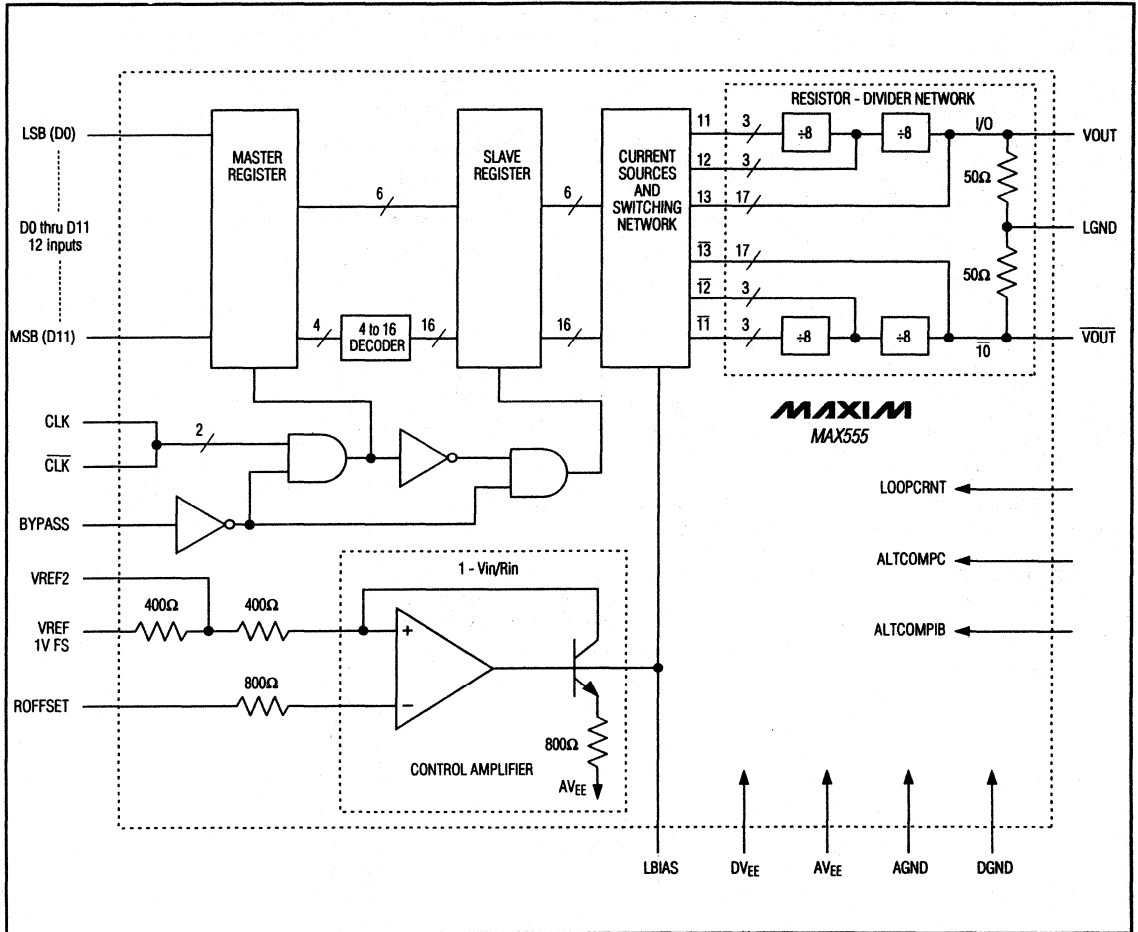 RESISTOR - DIVIDER NETWORK
LSB (D0)
D0 thru D11
12 inputs
MSB (D11)
MASTER
REGISTER
6
4
4 to 16
DECODER
16
SLAVE
REGISTER
6
16
CURRENT
SOURCES
AND
SWITCHING
NETWORK
11
3
÷8
÷8
I/O
VOUT
12
3
50Ω
13
17
LGND
1̅3̅
17
50Ω
1̅2̅
3
1̅1̅
3
÷8
÷8
1̅0̅
V̅O̅U̅T̅
MAXIM
MAX555
CLK
C̅L̅K̅
2
BYPASS
LOOPCRNT
ALTCOMPC
ALTCOMPIB
VREF2
400Ω
400Ω
VREF
1V FS
ROFFSET
800Ω
1 - Vin/Rin
+
−
800Ω
CONTROL AMPLIFIER
AVEE
LBIAS
DVEE
AVEE
AGND
DGND